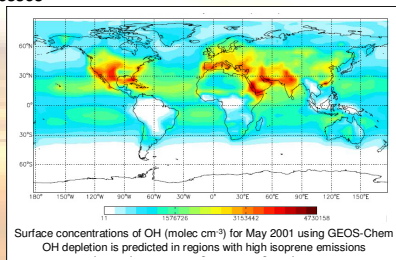 60°N
30°N
0°
30°S
60°S
180° 150°W 120°W 90°W 60°W 30°W 0° 30°E 60°E 90°E 120°E 150°E
11 1576726 3153442 4730158
Surface concentrations of OH (molec cm-3) for May 2001 using GEOS-Chem
OH depletion is predicted in regions with high isoprene emissions